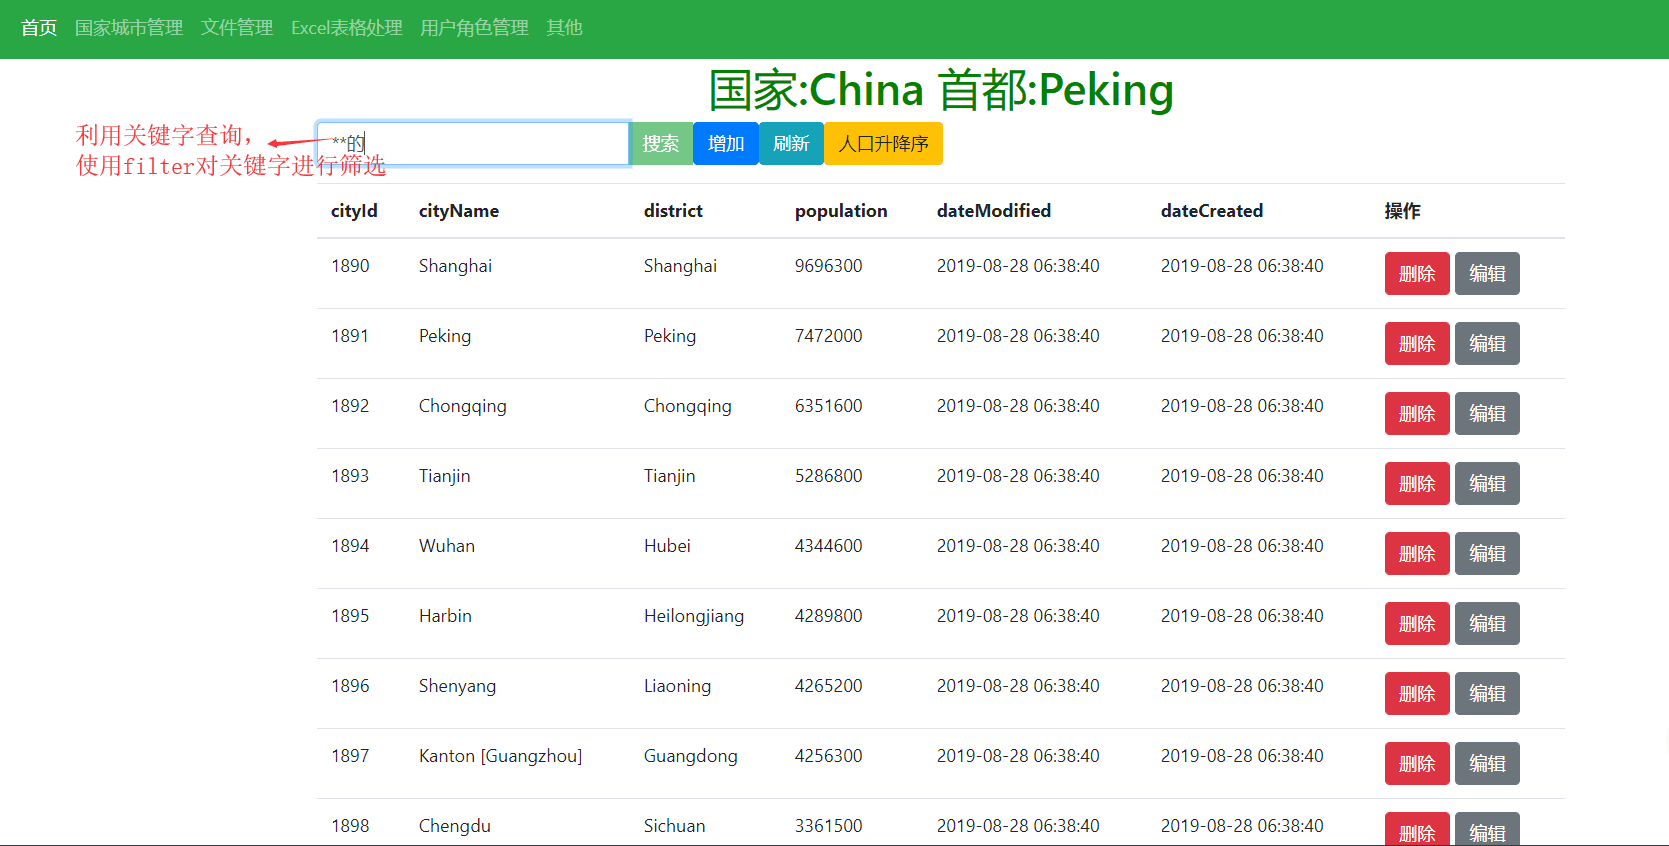 首页 国家城市管理 文件管理 Excel表格处理 用户角色管理 其他
国家:China 首都:Peking
利用关键字查询，
使用filter对关键字进行筛选
**的 搜索 增加 刷新 人口升降序
cityId cityName district population dateModified dateCreated 操作
1890 Shanghai Shanghai 9696300 2019-08-28 06:38:40 2019-08-28 06:38:40 删除 编辑
1891 Peking Peking 7472000 2019-08-28 06:38:40 2019-08-28 06:38:40 删除 编辑
1892 Chongqing Chongqing 6351600 2019-08-28 06:38:40 2019-08-28 06:38:40 删除 编辑
1893 Tianjin Tianjin 5286800 2019-08-28 06:38:40 2019-08-28 06:38:40 删除 编辑
1894 Wuhan Hubei 4344600 2019-08-28 06:38:40 2019-08-28 06:38:40 删除 编辑
1895 Harbin Heilongjiang 4289800 2019-08-28 06:38:40 2019-08-28 06:38:40 删除 编辑
1896 Shenyang Liaoning 4265200 2019-08-28 06:38:40 2019-08-28 06:38:40 删除 编辑
1897 Kanton [Guangzhou] Guangdong 4256300 2019-08-28 06:38:40 2019-08-28 06:38:40 删除 编辑
1898 Chengdu Sichuan 3361500 2019-08-28 06:38:40 2019-08-28 06:38:40 删除 编辑